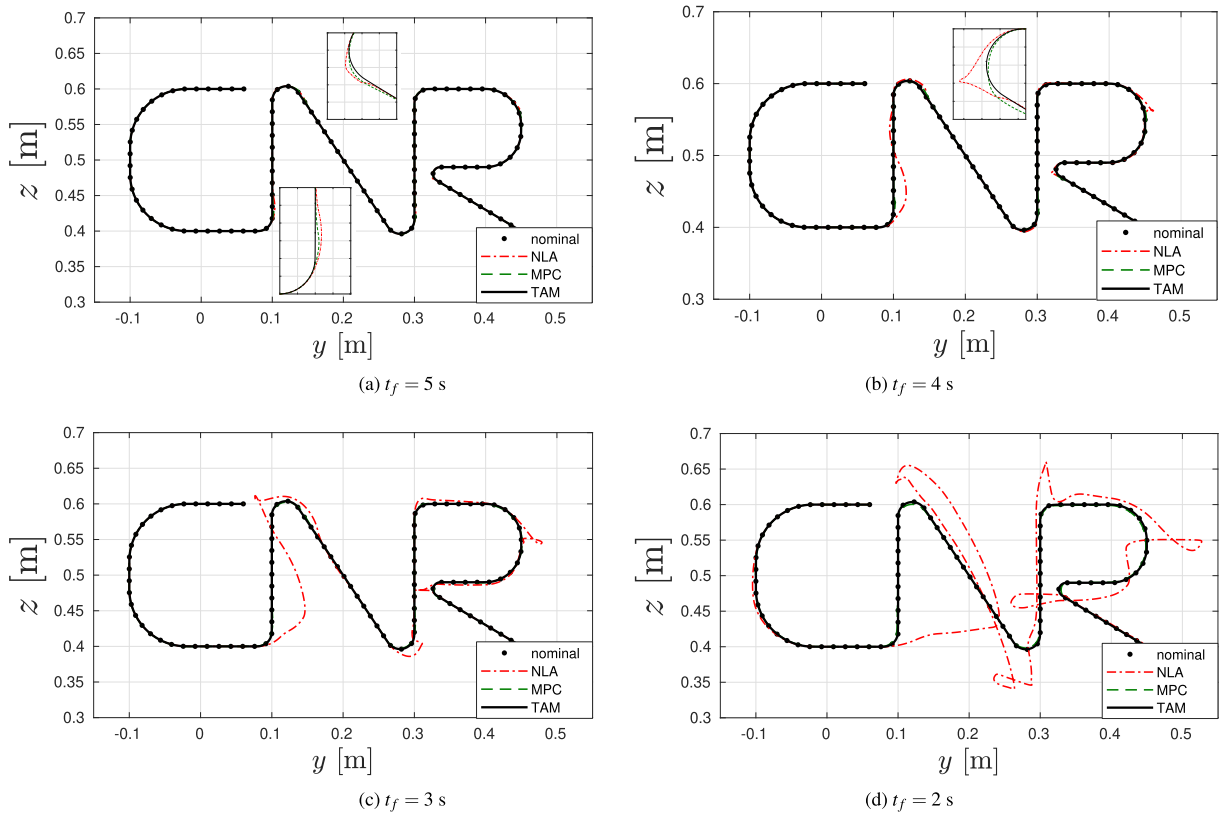 0.7
0.65
0.6
0.55
0.5
0.45
0.4
0.35
0.3
z [m]
-0.1 0 0.1 0.2 0.3 0.4 0.5
y [m]
nominal
NLA
MPC
TAM
(a) t_f = 5 s
0.7
0.6
0.5
0.4
0.3
z [m]
-0.1 0 0.1 0.2 0.3 0.4 0.5
y [m]
nominal
NLA
MPC
TAM
(b) t_f = 4 s
0.7
0.65
0.6
0.55
0.5
0.45
0.4
0.35
0.3
z [m]
-0.1 0 0.1 0.2 0.3 0.4 0.5
y [m]
nominal
NLA
MPC
TAM
(c) t_f = 3 s
0.7
0.65
0.6
0.55
0.5
0.45
0.4
0.35
0.3
z [m]
-0.1 0 0.1 0.2 0.3 0.4 0.5
y [m]
nominal
NLA
MPC
TAM
(d) t_f = 2 s